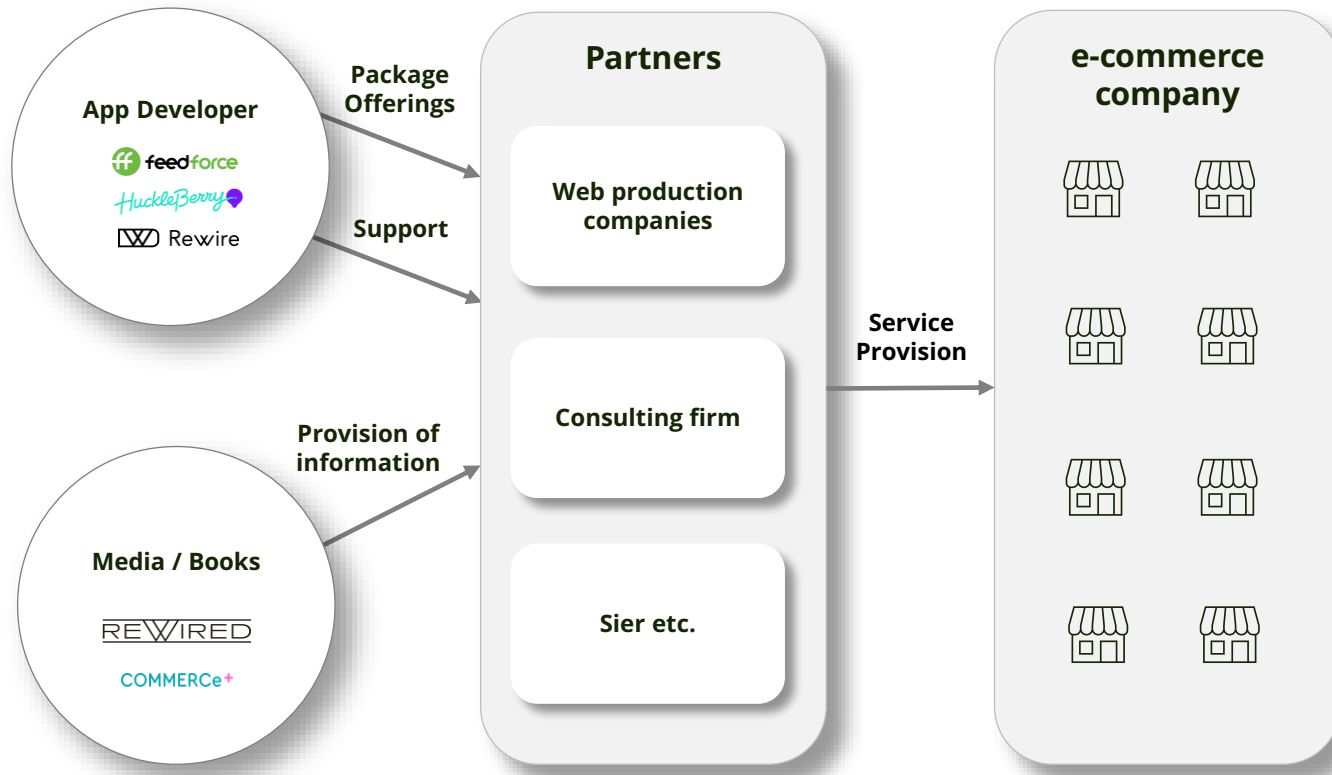 App Developer
feedforce
HuckleBerry
Rewire
Package
Offerings
Support
Media / Books
REWIRED
COMMERCe+
Provision of
information
Partners
Web production
companies
Consulting firm
Sier etc.
Service
Provision
e-commerce
company